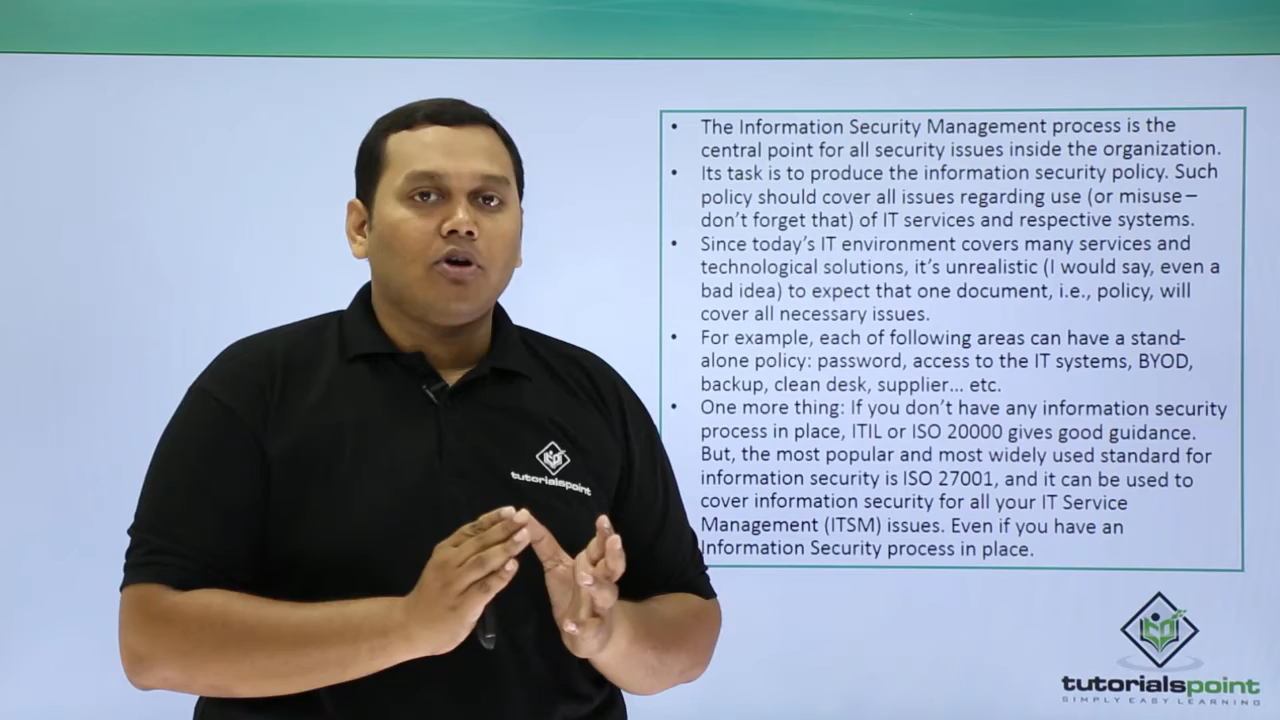 • The Information Security Management process is the
central point for all security issues inside the organization.
• Its task is to produce the information security policy. Such
policy should cover all issues regarding use (or misuse –
don't forget that) of IT services and respective systems.
• Since today's IT environment covers many services and
technological solutions, it's unrealistic (I would say, even a
bad idea) to expect that one document, i.e., policy, will
cover all necessary issues.
• For example, each of following areas can have a stand-
alone policy: password, access to the IT systems, BYOD,
backup, clean desk, supplier... etc.
• One more thing: If you don't have any information security
process in place, ITIL or ISO 20000 gives good guidance.
But, the most popular and most widely used standard for
information security is ISO 27001, and it can be used to
cover information security for all your IT Service
Management (ITSM) issues. Even if you have an
Information Security process in place.
tutorialspoint
tutorialspoint
SIMPLY EASY LEARNING